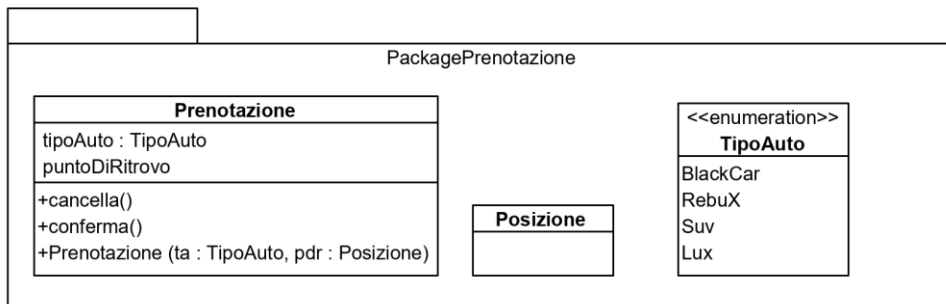 PackagePrenotazione
Prenotazione
tipoAuto : TipoAuto
puntoDiRitrovo
+cancella()
+conferma()
+Prenotazione (ta : TipoAuto, pdr : Posizione)
Posizione
<<enumeration>>
TipoAuto
BlackCar
RebuX
Suv
Lux